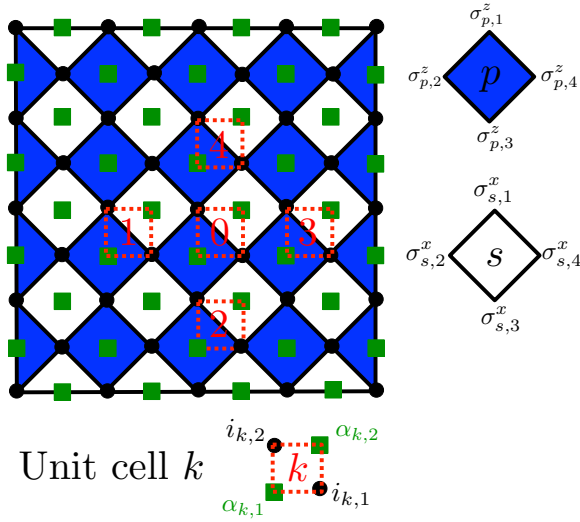 4
1
0
3
2
σ^z_{p,1}
σ^z_{p,2}
p
σ^z_{p,4}
σ^z_{p,3}
σ^x_{s,1}
σ^x_{s,2}
s
σ^x_{s,4}
σ^x_{s,3}
Unit cell k
i_{k,2}
α_{k,2}
k
α_{k,1}
i_{k,1}